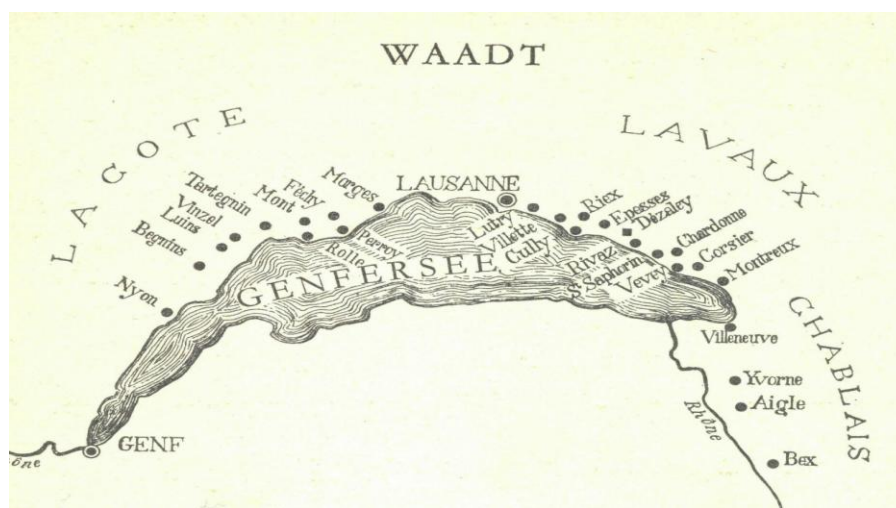 WAADT
LA COTE
LAVAUX
CHABLAIS
Nyon
Begnins
Luins
Vinzel
Tartegnin
Mont
Féchy
Morges
LAUSANNE
Rolle
Perroy
GENFERSEE
Lutry
Villette
Cully
Riex
Epesses
Dézaley
Rivaz
St Saphorin
Vevey
Chardonne
Corsier
Montreux
Villeneuve
Yvorne
Aigle
Bex
Rhône
GENF
ône